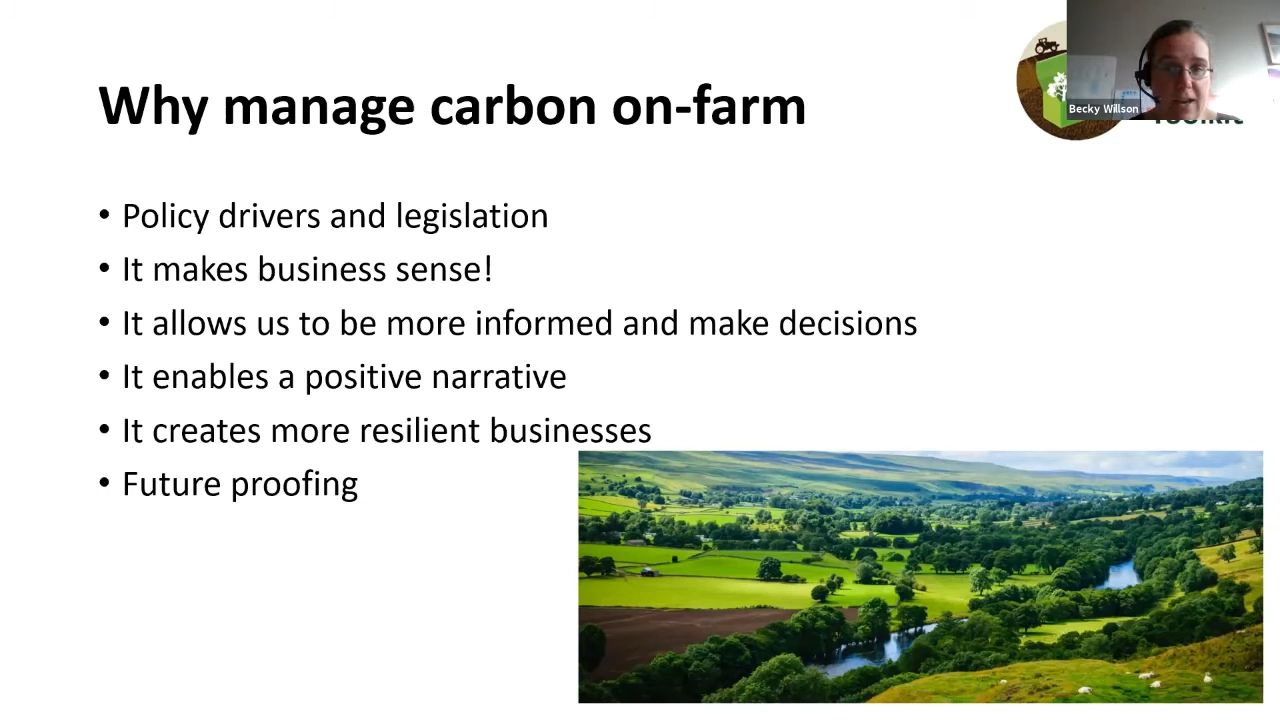 Why manage carbon on-farm
Becky Willson
• Policy drivers and legislation
• It makes business sense!
• It allows us to be more informed and make decisions
• It enables a positive narrative
• It creates more resilient businesses
• Future proofing